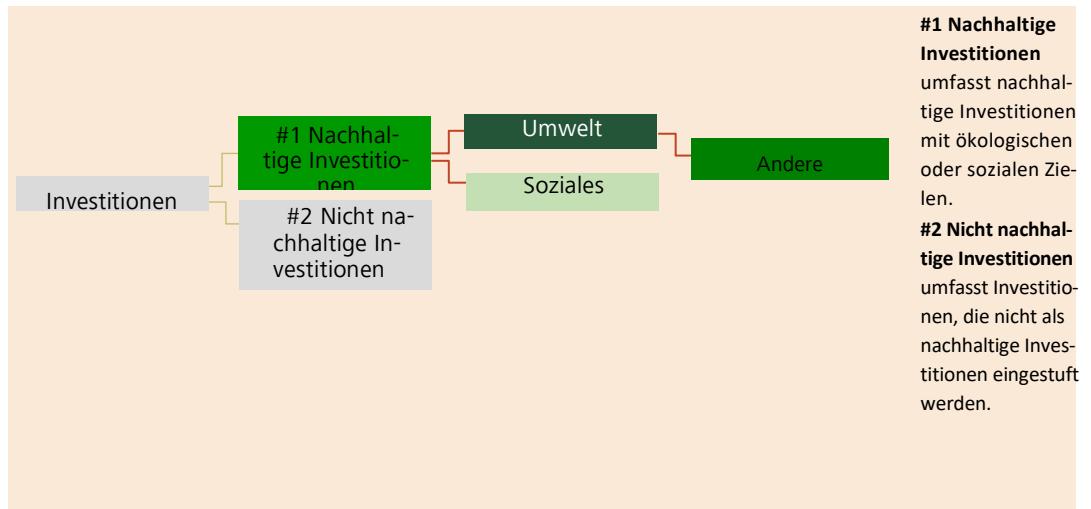 Investitionen
#1 Nachhal-
tige Investitio-
nen
#2 Nicht na-
chhaltige In-
vestitionen
Umwelt
Soziales
Andere
#1 Nachhaltige
Investitionen
umfasst nachhal-
tige Investitionen
mit ökologischen
oder sozialen Zie-
len.
#2 Nicht nachhal-
tige Investitionen
umfasst Investitio-
nen, die nicht als
nachhaltige Inves-
titionen eingestuft
werden.